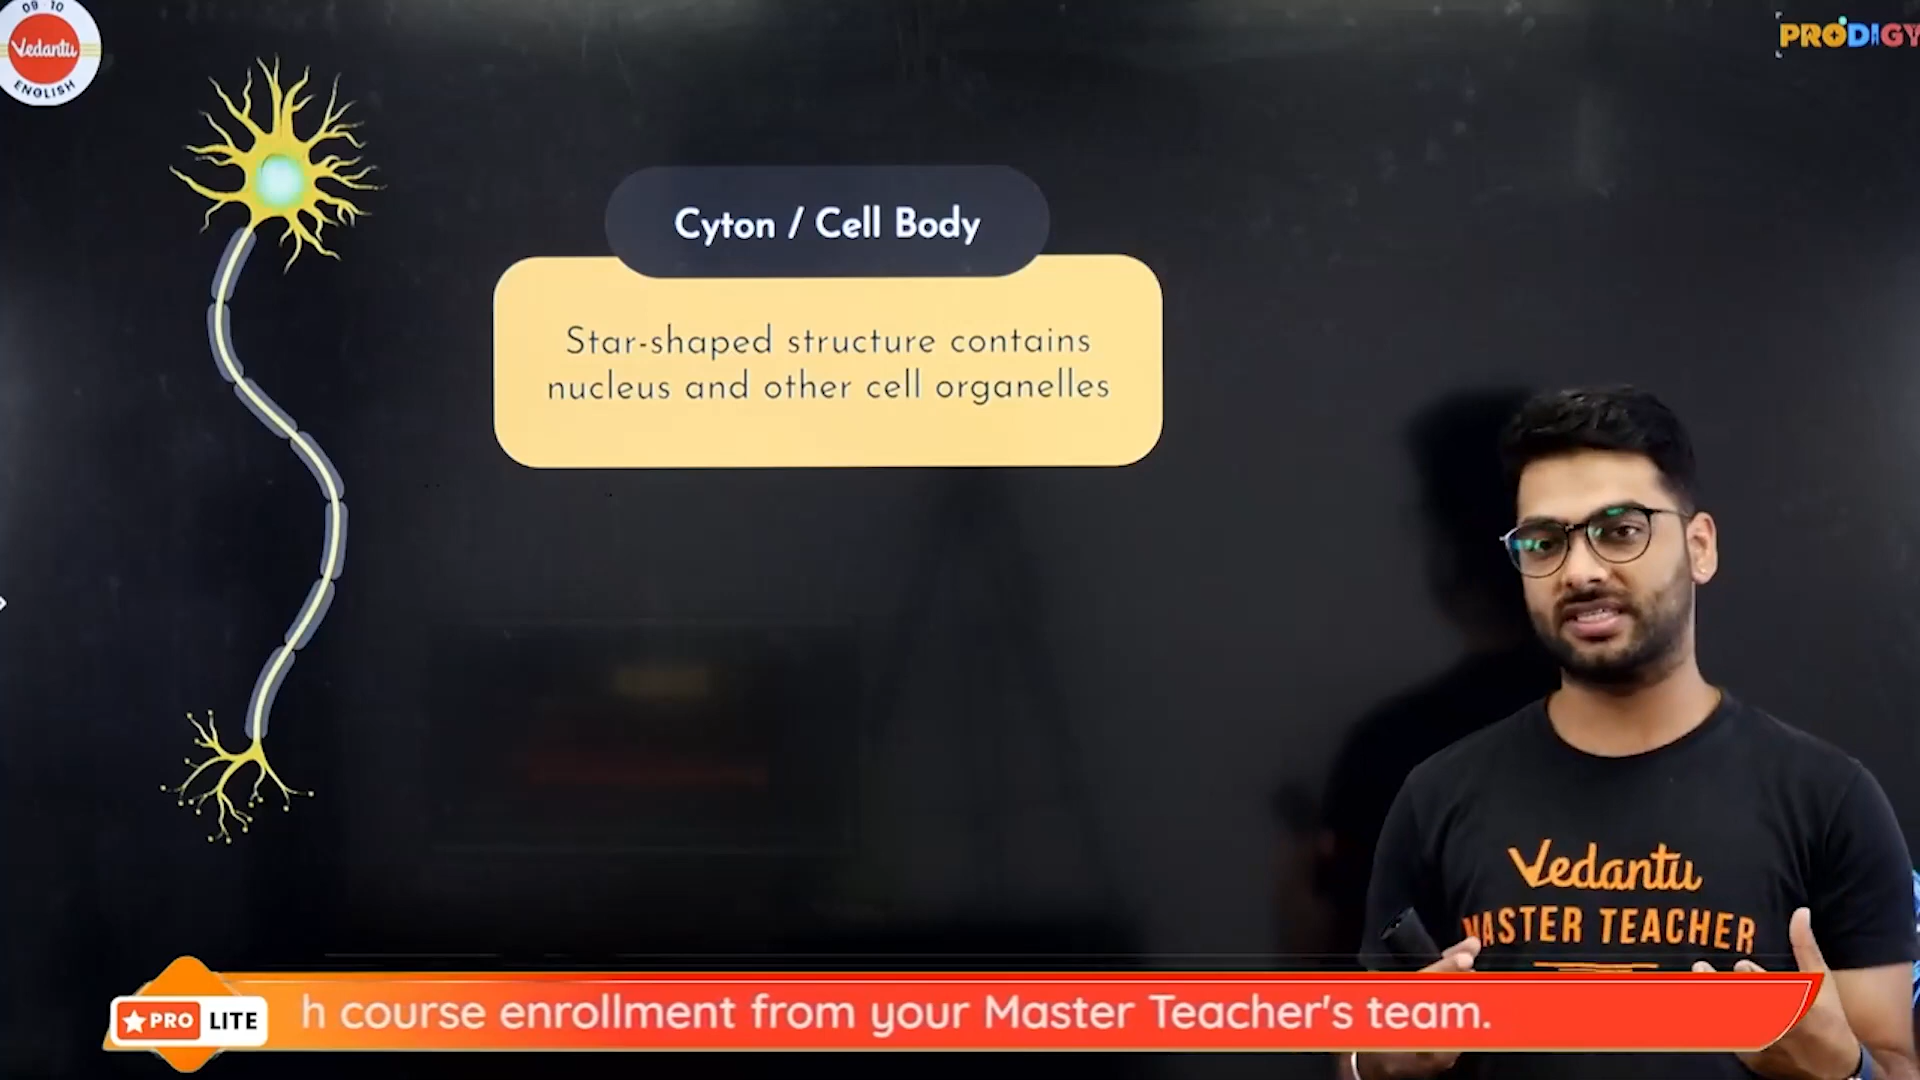 09 - 10
Vedantu
ENGLISH
PRODIGY
Cyton / Cell Body
Star-shaped structure contains
nucleus and other cell organelles
Vedantu
MASTER TEACHER
PRO LITE
h course enrollment from your Master Teacher's team.